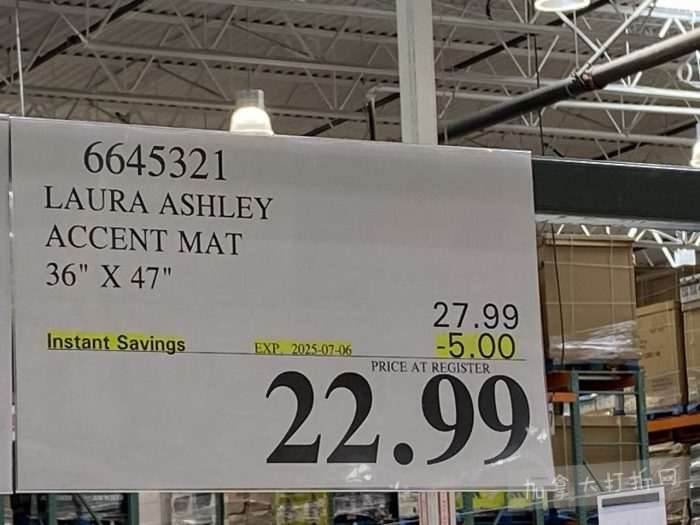 6645321
LAURA ASHLEY
ACCENT MAT
36" X 47"
27.99
Instant Savings EXP. 2025-07-06 -5.00
PRICE AT REGISTER
22.99
加拿大打折网